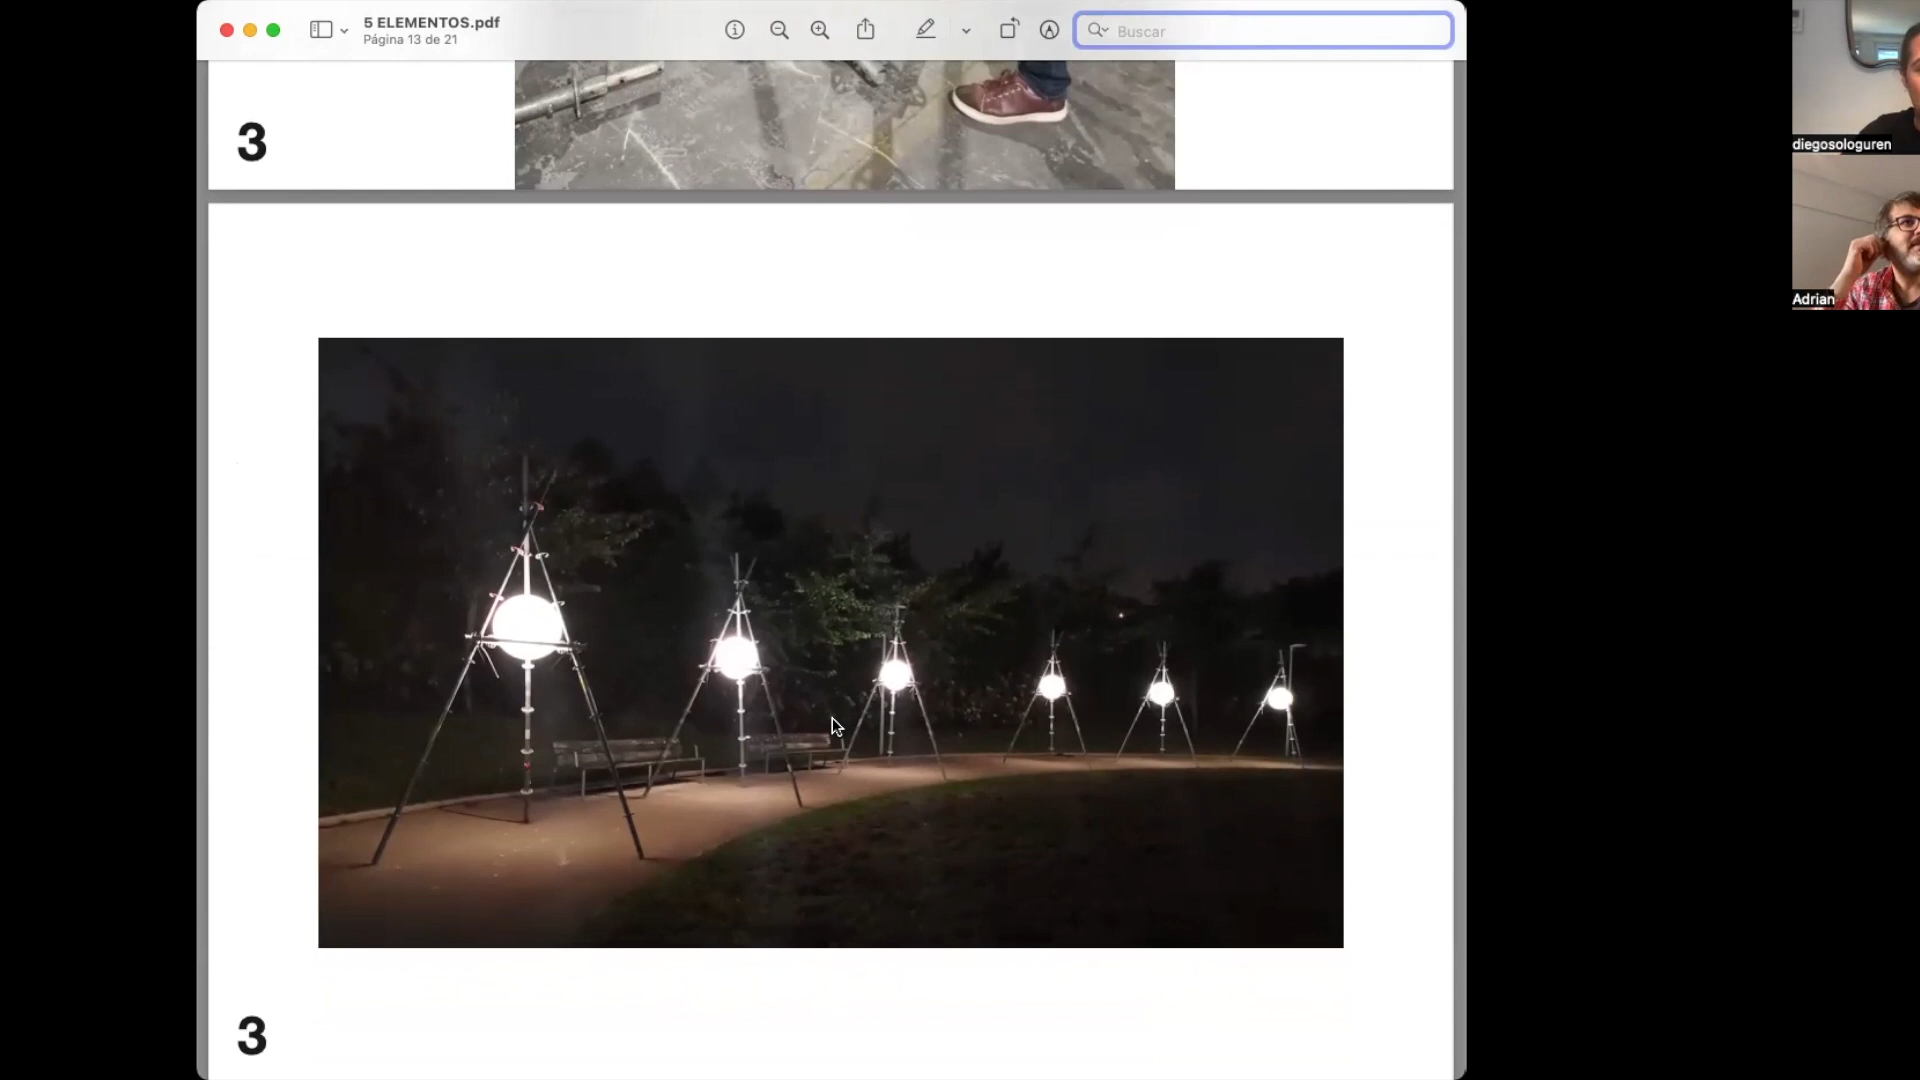 5 ELEMENTOS.pdf
Página 13 de 21
Buscar
3
diegosologuren
Adrian
3